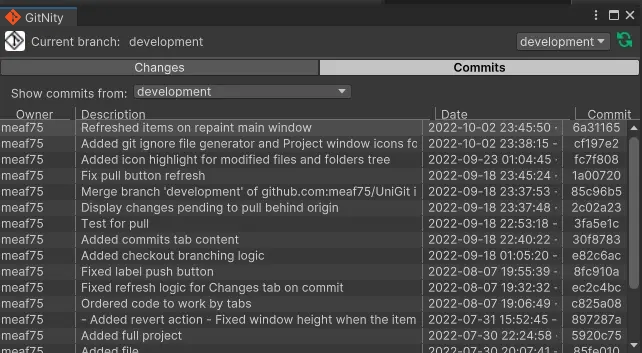 GitNity
Current branch: development development
Changes Commits
Show commits from: development
Owner Description Date Commit
meaf75 Refreshed items on repaint main window 2022-10-02 23:45:50 - 6a31165
meaf75 Added git ignore file generator and Project window icons fo 2022-10-02 23:38:15 - cf197e2
meaf75 Added icon highlight for modified files and folders tree 2022-09-23 01:04:45 - fc7f808
meaf75 Fix pull button refresh 2022-09-18 23:45:24 - 1a00720
meaf75 Merge branch 'development' of github.com:meaf75/UniGit i 2022-09-18 23:37:53 - 85c96b5
meaf75 Display changes pending to pull behind origin 2022-09-18 23:37:48 - 2c02a23
meaf75 Test for pull 2022-09-18 22:53:18 - 3fa5e1c
meaf75 Added commits tab content 2022-09-18 22:40:22 - 30f8783
meaf75 Added checkout branching logic 2022-09-18 01:05:20 - e82c6ac
meaf75 Fixed label push button 2022-08-07 19:55:39 - 8fc910a
meaf75 Fixed refresh logic for Changes tab on commit 2022-08-07 19:32:32 - ec2c4bc
meaf75 Ordered code to work by tabs 2022-08-07 19:06:49 - c825a08
meaf75 - Added revert action - Fixed window height when the item 2022-07-31 15:52:45 - 897287a
meaf75 Added full project 2022-07-30 22:24:58 - 5920c75
meaf75 Added file 2022-07-30 20:07:41 - 85fe010